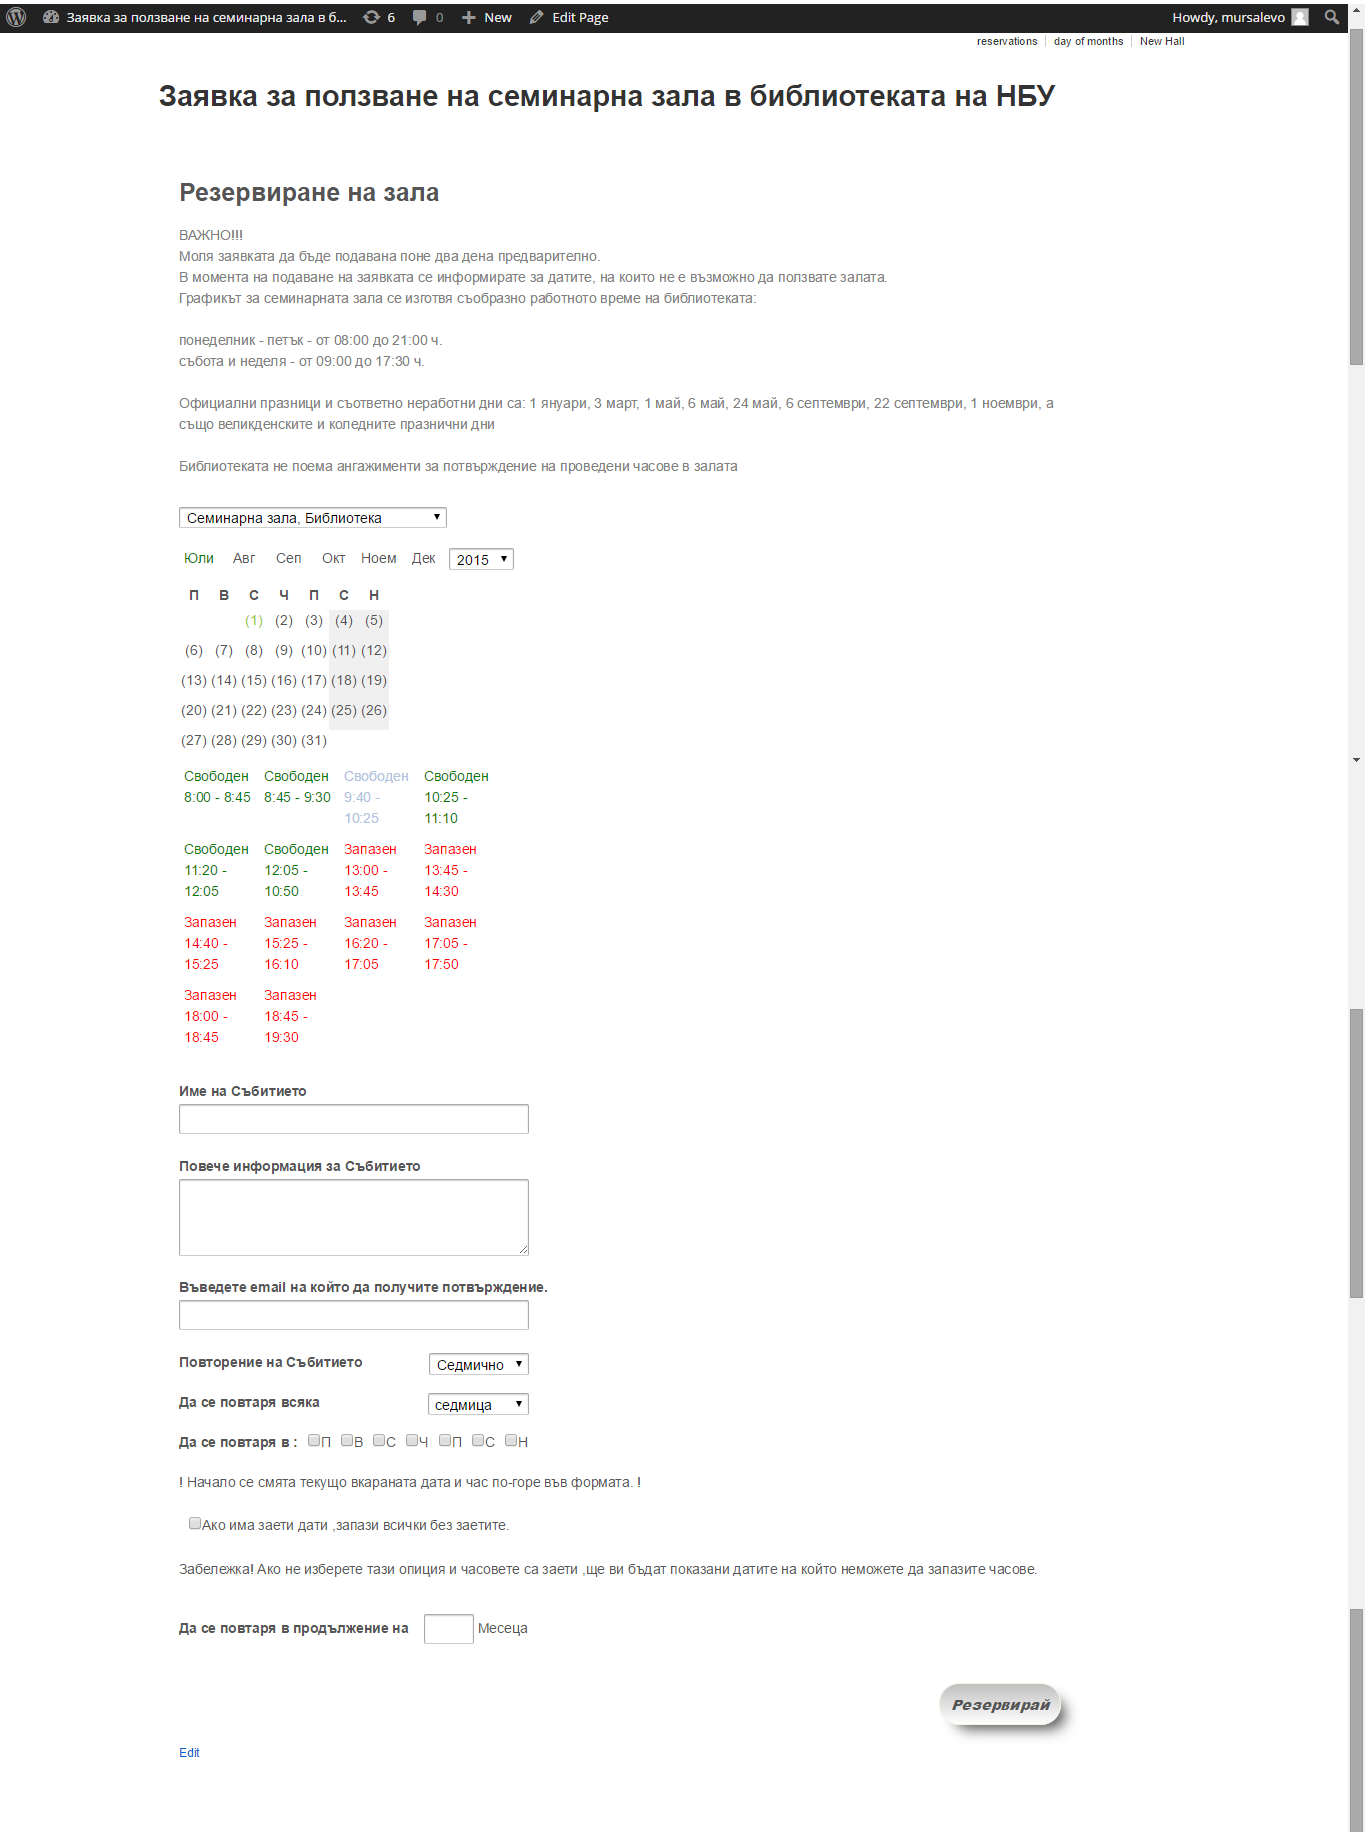 Заявка за ползване на семинарна зала в б... 6 0 New Edit Page Howdy, mursalevo
reservations day of months New Hall
Заявка за ползване на семинарна зала в библиотеката на НБУ
Резервиране на зала
ВАЖНО!!!
Моля заявката да бъде подавана поне два дена предварително.
В момента на подаване на заявката се информирате за датите, на които не е възможно да ползвате залата.
Графикът за семинарната зала се изготвя съобразно работното време на библиотеката:
понеделник - петък - от 08:00 до 21:00 ч.
събота и неделя - от 09:00 до 17:30 ч.
Официални празници и съответно неработни дни са: 1 януари, 3 март, 1 май, 6 май, 24 май, 6 септември, 22 септември, 1 ноември, а
също великденските и коледните празнични дни
Библиотеката не поема ангажименти за потвърждение на проведени часове в залата
Семинарна зала, Библиотека
Юли Авг Сеп Окт Ноем Дек 2015
П В С Ч П С Н
(1) (2) (3) (4) (5)
(6) (7) (8) (9) (10) (11) (12)
(13) (14) (15) (16) (17) (18) (19)
(20) (21) (22) (23) (24) (25) (26)
(27) (28) (29) (30) (31)
Свободен Свободен Свободен Свободен
8:00 - 8:45 8:45 - 9:30 9:40 - 10:25 -
10:25 11:10
Свободен Свободен Запазен Запазен
11:20 - 12:05 - 13:00 - 13:45 -
12:05 10:50 13:45 14:30
Запазен Запазен Запазен Запазен
14:40 - 15:25 - 16:20 - 17:05 -
15:25 16:10 17:05 17:50
Запазен Запазен
18:00 - 18:45 -
18:45 19:30
Име на Събитието
Повече информация за Събитието
Въведете email на който да получите потвърждение.
Повторение на Събитието Седмично
Да се повтаря всяка седмица
Да се повтаря в : П В С Ч П С Н
! Начало се смята текущо вкараната дата и час по-горе във формата. !
Ако има заети дати ,запази всички без заетите.
Забележка! Ако не изберете тази опиция и часовете са заети ,ще ви бъдат показани датите на който неможете да запазите часове.
Да се повтаря в продължение на Месеца
Резервирай
Edit